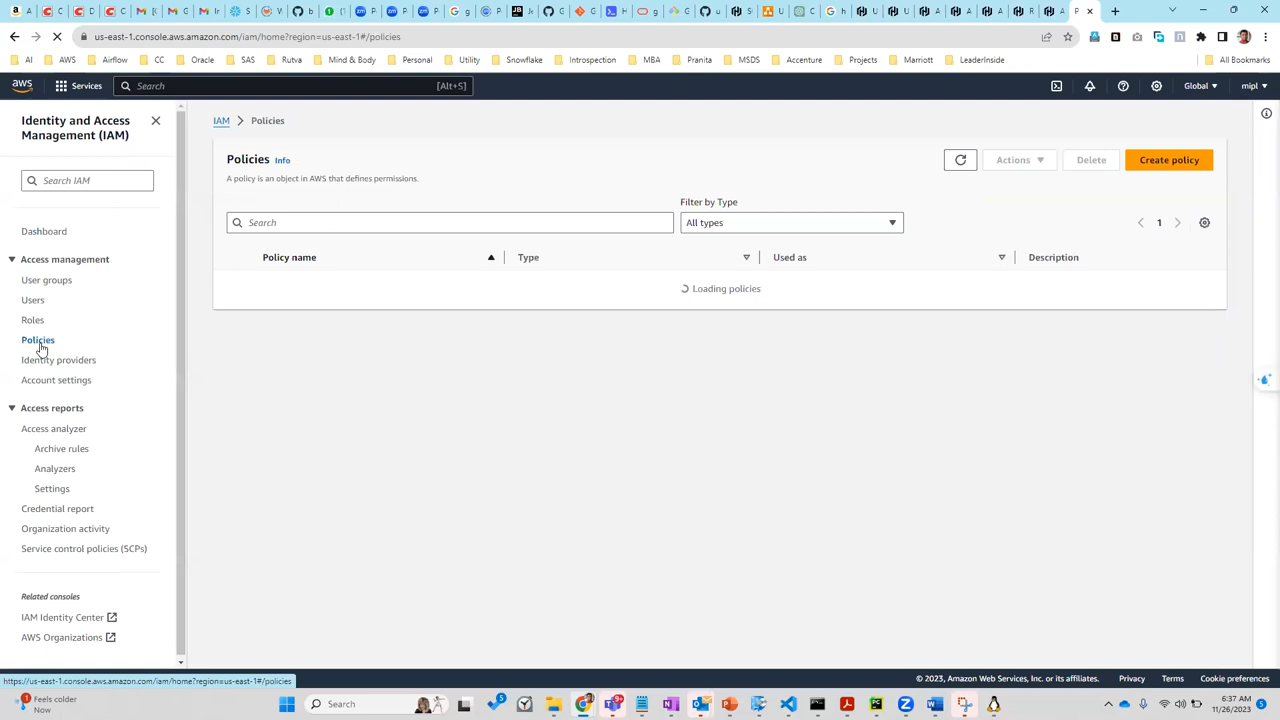 us-east-1.console.aws.amazon.com/iam/home?region=us-east-1#/policies
AI AWS Airflow CC Oracle SAS Rutva Mind & Body Personal Utility Snowflake Introspection MBA Pranita MSDS Accenture Projects Marriott LeaderInside All Bookmarks
aws Services Search [Alt+S] Global mipl
Identity and Access
Management (IAM)
Search IAM
Dashboard
Access management
User groups
Users
Roles
Policies
Identity providers
Account settings
Access reports
Access analyzer
Archive rules
Analyzers
Settings
Credential report
Organization activity
Service control policies (SCPs)
Related consoles
IAM Identity Center
AWS Organizations
IAM > Policies
Policies Info
Actions Delete Create policy
A policy is an object in AWS that defines permissions.
Filter by Type
Search All types 1
Policy name Type Used as Description
Loading policies
https://us-east-1.console.aws.amazon.com/iam/home?region=us-east-1#/policies
© 2023, Amazon Web Services, Inc. or its affiliates. Privacy Terms Cookie preferences
Feels colder
Now
Search
6:37 AM
11/26/2023